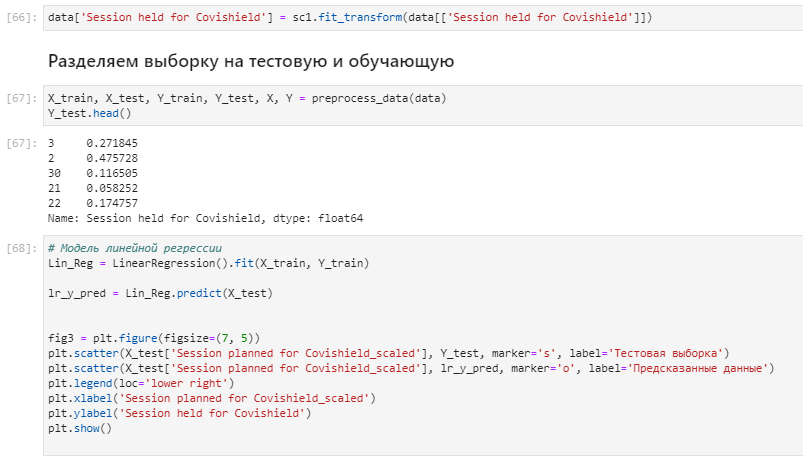 [66]: data['Session held for Covishield'] = sc1.fit_transform(data[['Session held for Covishield']])
Разделяем выборку на тестовую и обучающую
[67]: X_train, X_test, Y_train, Y_test, X, Y = preprocess_data(data)
Y_test.head()
[67]: 3     0.271845
2     0.475728
30    0.116505
21    0.058252
22    0.174757
Name: Session held for Covishield, dtype: float64
[68]: # Модель линейной регрессии
Lin_Reg = LinearRegression().fit(X_train, Y_train)
lr_y_pred = Lin_Reg.predict(X_test)
fig3 = plt.figure(figsize=(7, 5))
plt.scatter(X_test['Session planned for Covishield_scaled'], Y_test, marker='s', label='Тестовая выборка')
plt.scatter(X_test['Session planned for Covishield_scaled'], lr_y_pred, marker='o', label='Предсказанные данные')
plt.legend(loc='lower right')
plt.xlabel('Session planned for Covishield_scaled')
plt.ylabel('Session held for Covishield')
plt.show()